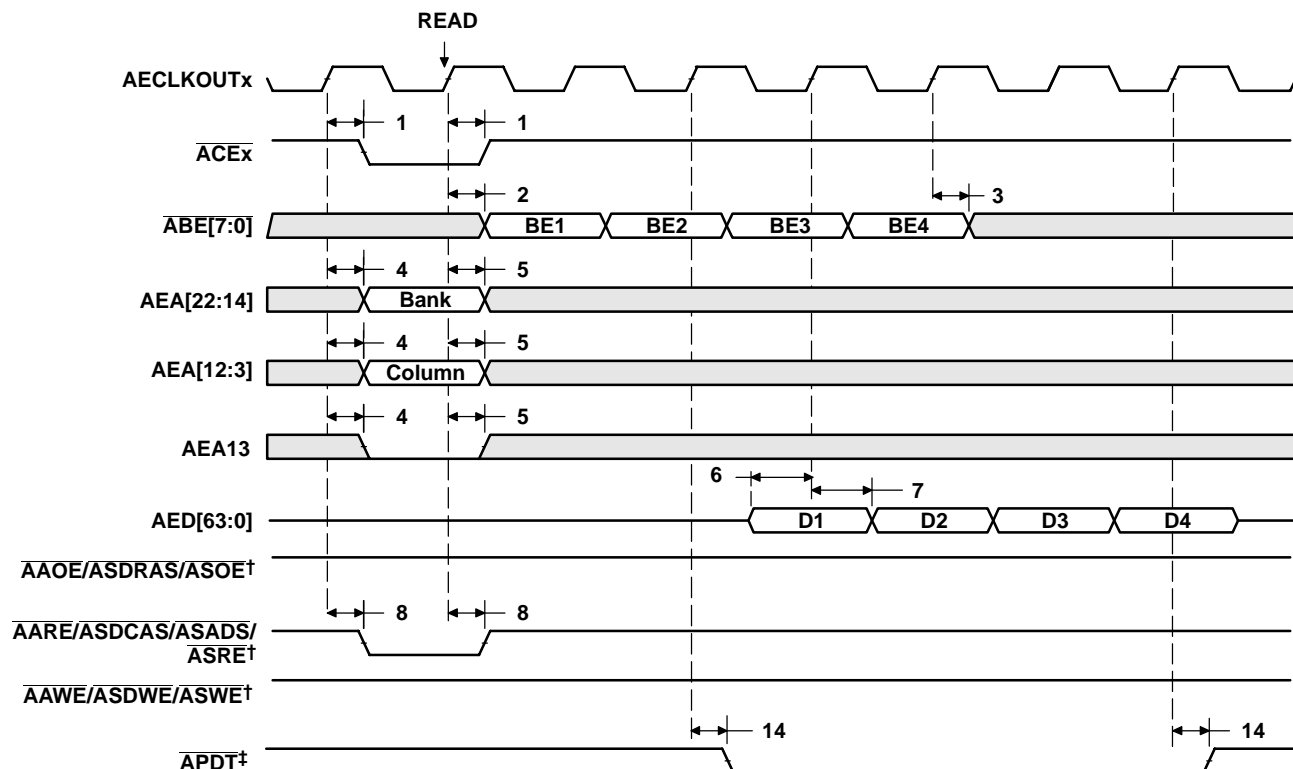 READ
AECLKOUTx
1 1
ACEx
2 3
ABE[7:0] BE1 BE2 BE3 BE4
4 5
AEA[22:14] Bank
4 5
AEA[12:3] Column
4 5
AEA13
6 7
AED[63:0] D1 D2 D3 D4
AAOE/ASDRAS/ASOE†
8 8
AARE/ASDCAS/ASADS/
ASRE†
AAWE/ASDWE/ASWE†
14 14
APDT‡